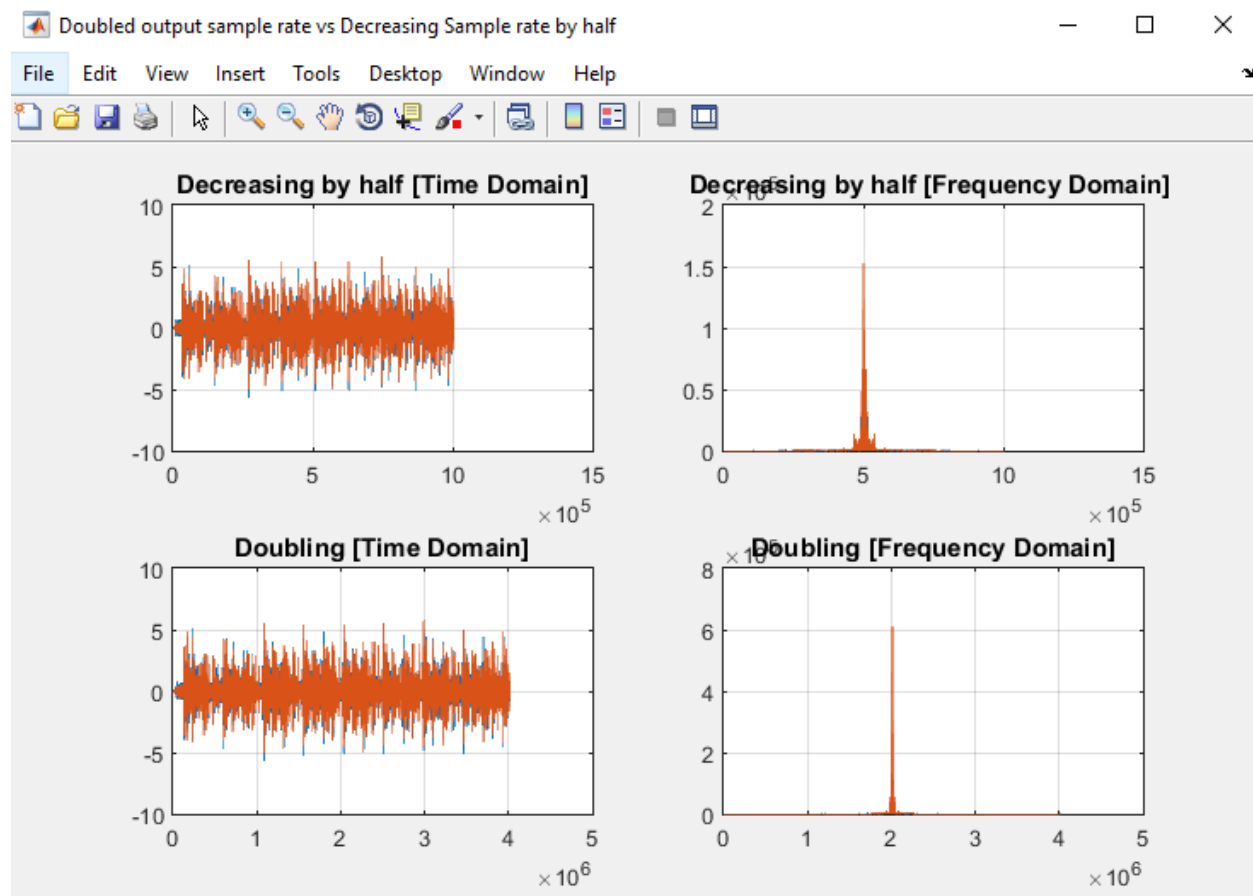 Doubled output sample rate vs Decreasing Sample rate by half
File Edit View Insert Tools Desktop Window Help
Decreasing by half [Time Domain]
10
5
0
-5
-10
0 5 10 15
×10^5
Decreasing by half [Frequency Domain]
×10^5
2
1.5
1
0.5
0
0 5 10 15
×10^5
Doubling [Time Domain]
10
5
0
-5
-10
0 1 2 3 4 5
×10^6
Doubling [Frequency Domain]
×10^5
8
6
4
2
0
0 1 2 3 4 5
×10^6